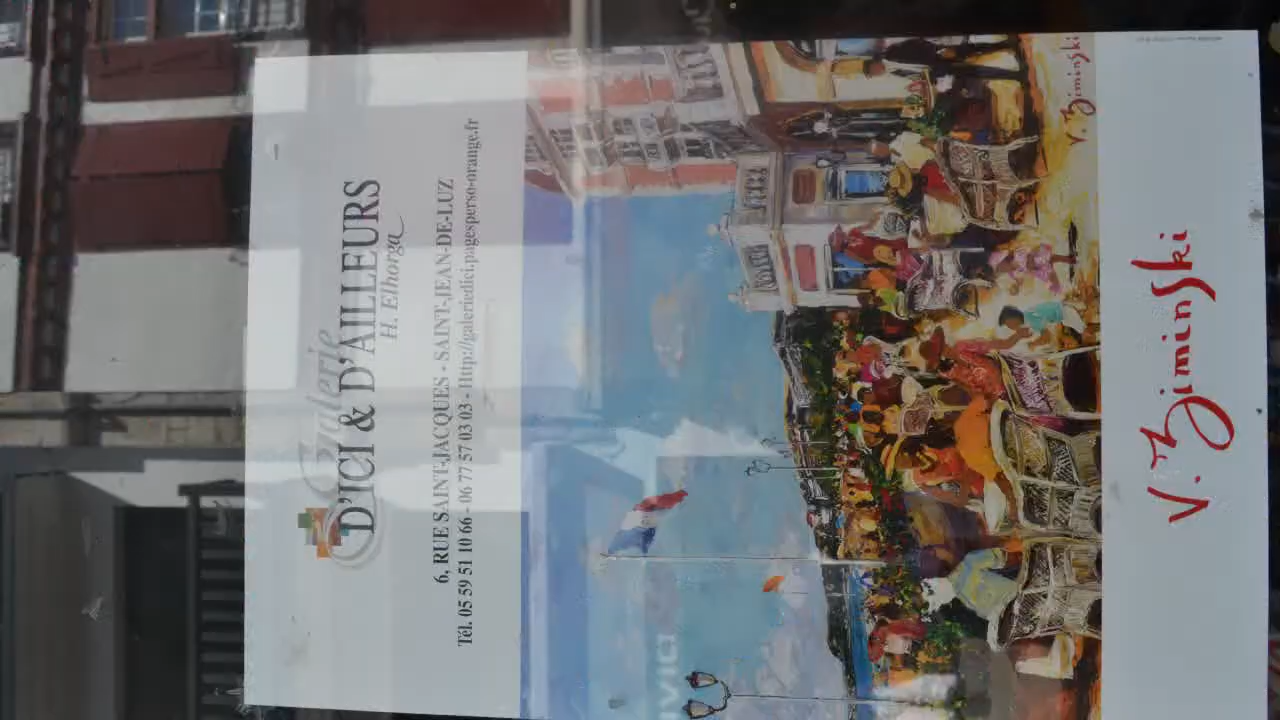 Galerie
D'ICI & D'AILLEURS
H. Elhorga
6, RUE SAINT-JACQUES - SAINT-JEAN-DE-LUZ
Tél. 05 59 51 10 66 - 06 77 57 03 03 - Http://galeriedici.pagesperso-orange.fr
V. Ziminski
V. Ziminski